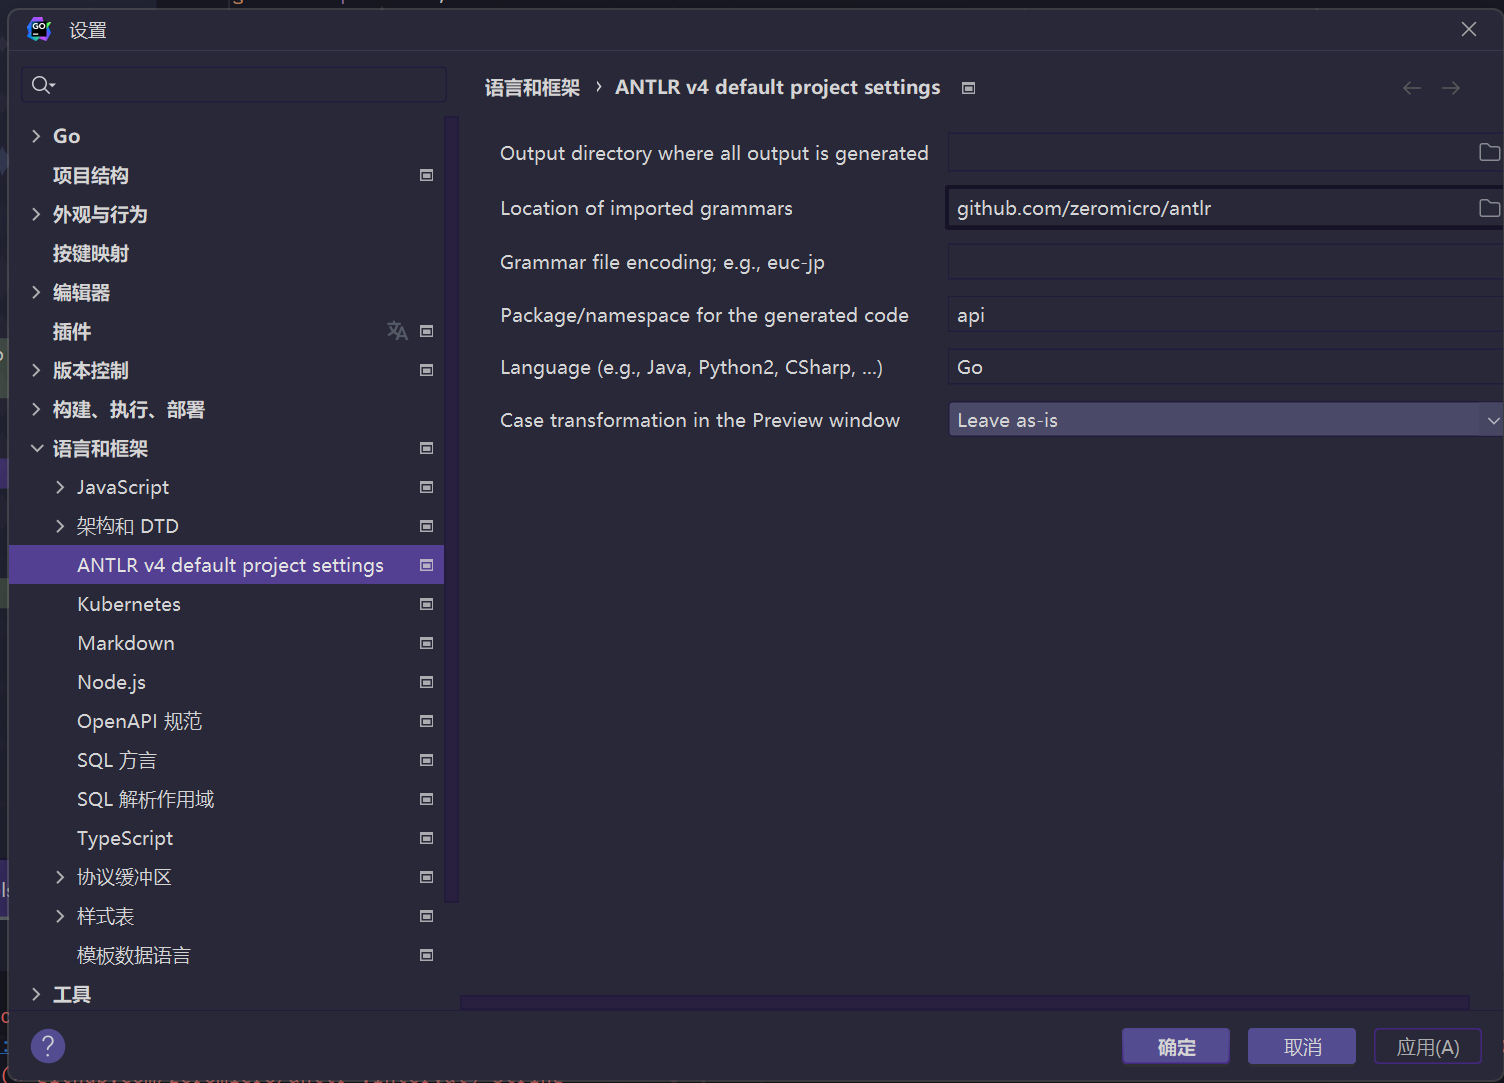 设置
Go
项目结构
外观与行为
按键映射
编辑器
插件
版本控制
构建、执行、部署
语言和框架
JavaScript
架构和 DTD
ANTLR v4 default project settings
Kubernetes
Markdown
Node.js
OpenAPI 规范
SQL 方言
SQL 解析作用域
TypeScript
协议缓冲区
样式表
模板数据语言
工具
语言和框架 › ANTLR v4 default project settings
Output directory where all output is generated
Location of imported grammars github.com/zeromicro/antlr
Grammar file encoding; e.g., euc-jp
Package/namespace for the generated code api
Language (e.g., Java, Python2, CSharp, ...) Go
Case transformation in the Preview window Leave as-is
?
确定
取消
应用(A)